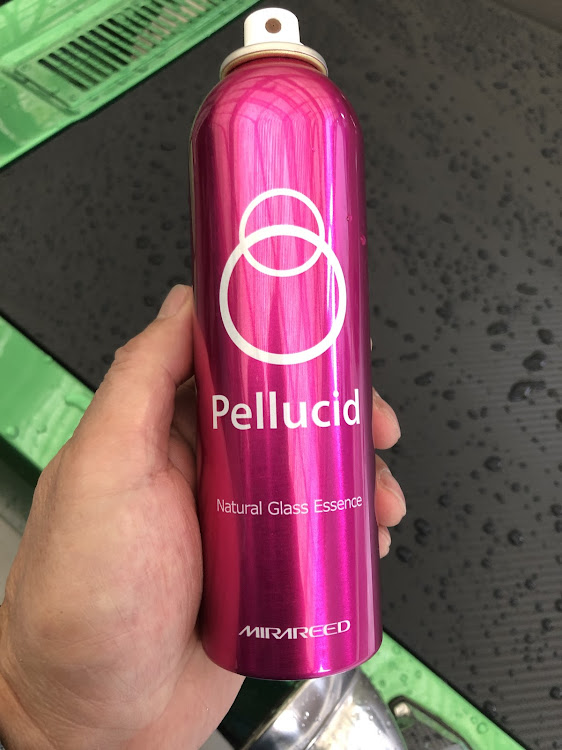 Pellucid
Natural Glass Essence
MIRAREED